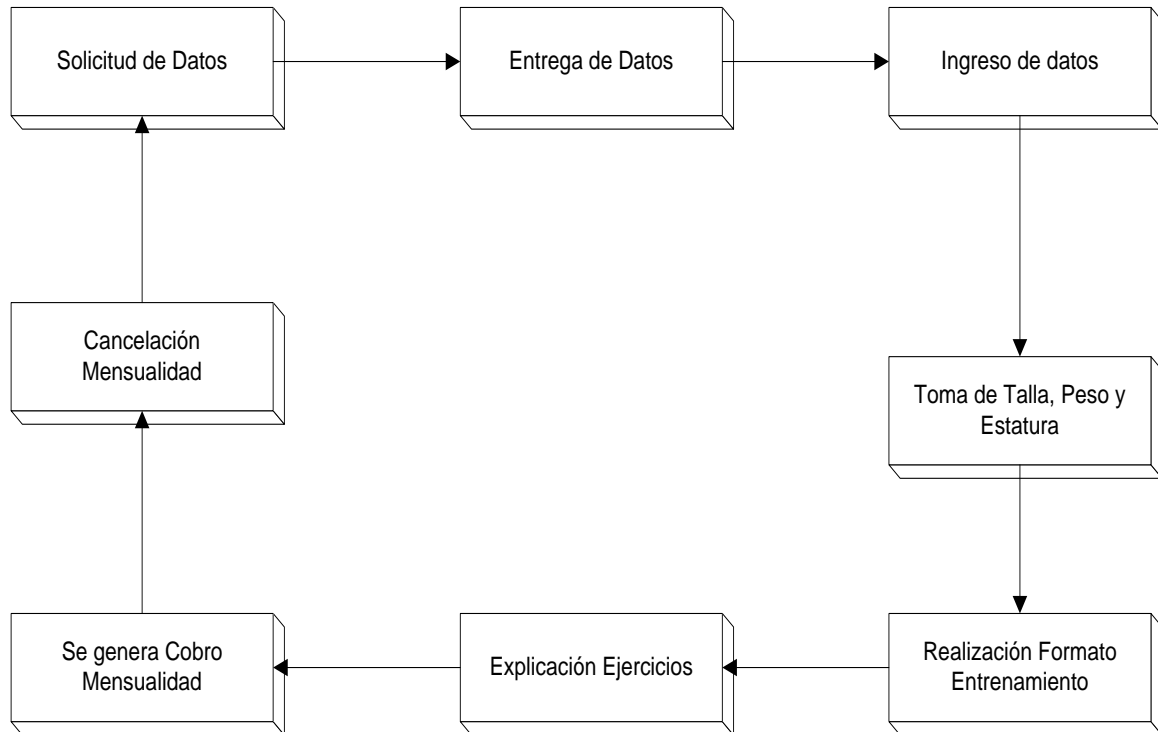 Solicitud de Datos
Entrega de Datos
Ingreso de datos
Cancelación
Mensualidad
Toma de Talla, Peso y
Estatura
Se genera Cobro
Mensualidad
Explicación Ejercicios
Realización Formato
Entrenamiento